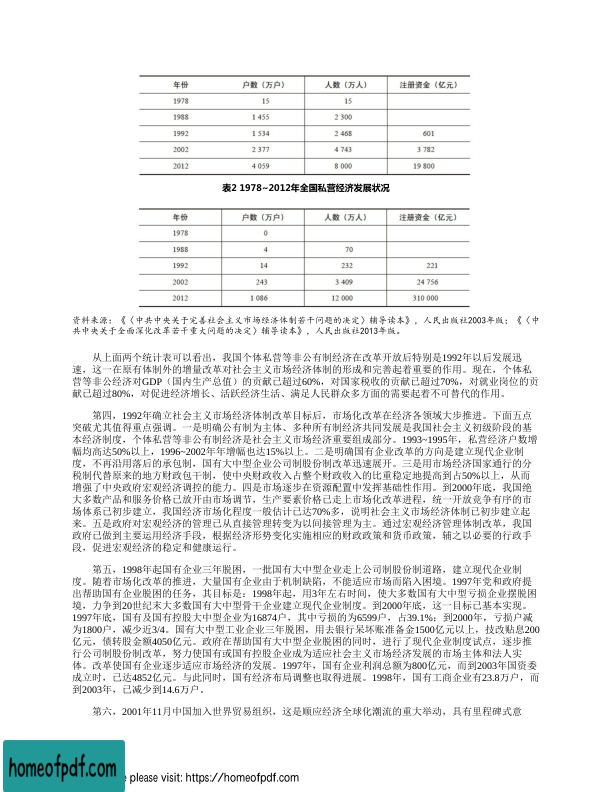 年份 户数（万户） 人数（万人） 注册资金（亿元）
1978 15 15
1988 1 455 2 300
1992 1 534 2 468 601
2002 2 377 4 743 3 782
2012 4 059 8 000 19 800
表2 1978~2012年全国私营经济发展状况
年份 户数（万户） 人数（万人） 注册资金（亿元）
1978 0
1988 4 70
1992 14 232 221
2002 243 3 409 24 756
2012 1 086 12 000 310 000
资料来源：《〈中共中央关于完善社会主义市场经济体制若干问题的决定〉辅导读本》，人民出版社2003年版；《〈中
共中央关于全面深化改革若干重大问题的决定〉辅导读本》，人民出版社2013年版。
从上面两个统计表可以看出，我国个体私营等非公有制经济在改革开放后特别是1992年以后发展迅
速，这一在原有体制外的增量改革对社会主义市场经济体制的形成和完善起着重要的作用。现在，个体私
营等非公经济对GDP（国内生产总值）的贡献已超过60%，对国家税收的贡献已超过70%，对就业岗位的贡
献已超过80%，对促进经济增长、活跃经济生活、满足人民群众多方面的需要起着不可替代的作用。
第四，1992年确立社会主义市场经济体制改革目标后，市场化改革在经济各领域大步推进。下面五点
突破尤其值得重点强调。一是明确公有制为主体、多种所有制经济共同发展是我国社会主义初级阶段的基
本经济制度，个体私营等非公有制经济是社会主义市场经济重要组成部分。1993~1995年，私营经济户数增
幅均高达50%以上，1996~2002年年增幅也达15%以上。二是明确国有企业改革的方向是建立现代企业制
度，不再沿用落后的承包制，国有大中型企业公司制股份制改革迅速展开。三是用市场经济国家通行的分
税制代替原来的地方财政包干制，使中央财政收入占整个财政收入的比重稳定地提高到占50%以上，从而
增强了中央政府宏观经济调控的能力。四是市场逐步在资源配置中发挥基础性作用。到2000年底，我国绝
大多数产品和服务价格已放开由市场调节，生产要素价格已走上市场化改革进程，统一开放竞争有序的市
场体系已初步建立，我国经济市场化程度一般估计已达70%多，说明社会主义市场经济体制已初步建立起
来。五是政府对宏观经济的管理已从直接管理转变为以间接管理为主。通过宏观经济管理体制改革，我国
政府已做到主要运用经济手段，根据经济形势变化实施相应的财政政策和货币政策，辅之以必要的行政手
段，促进宏观经济的稳定和健康运行。
第五，1998年起国有企业三年脱困，一批国有大中型企业走上公司制股份制道路，建立现代企业制
度。随着市场化改革的推进，大量国有企业由于机制缺陷，不能适应市场而陷入困境。1997年党和政府提
出帮助国有企业脱困的任务，其目标是：1998年起，用3年左右时间，使大多数国有大中型亏损企业摆脱困
境，力争到20世纪末大多数国有大中型骨干企业建立现代企业制度。到2000年底，这一目标已基本实现。
1997年底，国有及国有控股大中型企业为16874户，其中亏损的为6599户，占39.1%；到2000年，亏损户减
为1800户，减少近3/4。国有大中型工业企业三年脱困，用去银行呆坏账准备金1500亿元以上，技改贴息200
亿元，债转股金额4050亿元。政府在帮助国有大中型企业脱困的同时，进行了现代企业制度试点，逐步推
行公司制股份制改革，努力使国有或国有控股企业成为适应社会主义市场经济发展的市场主体和法人实
体。改革使国有企业逐步适应市场经济的发展。1997年，国有企业利润总额为800亿元，而到2003年国资委
成立时，已达4852亿元。与此同时，国有经济布局调整也取得进展。1998年，国有工商企业有23.8万户，而
到2003年，已减少到14.6万户。
第六，2001年11月中国加入世界贸易组织，这是顺应经济全球化潮流的重大举动，具有里程碑式意
homeofpdf.com
e please visit: https://homeofpdf.com